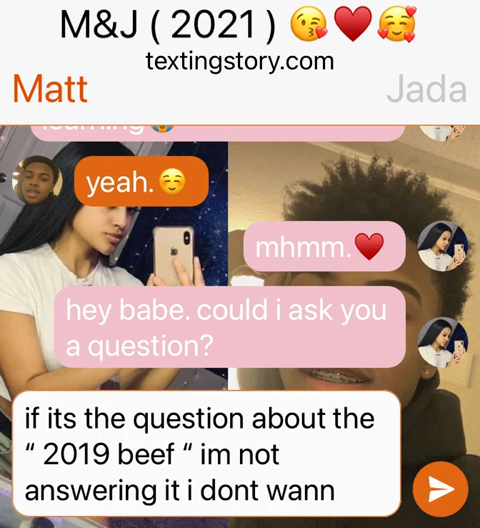 M&J ( 2021 ) 😘♥️🥰
textingstory.com
Matt
Jada
yeah.☺️
mhmm.♥️
hey babe. could i ask you
a question?
if its the question about the
“ 2019 beef “ im not
answering it i dont wann